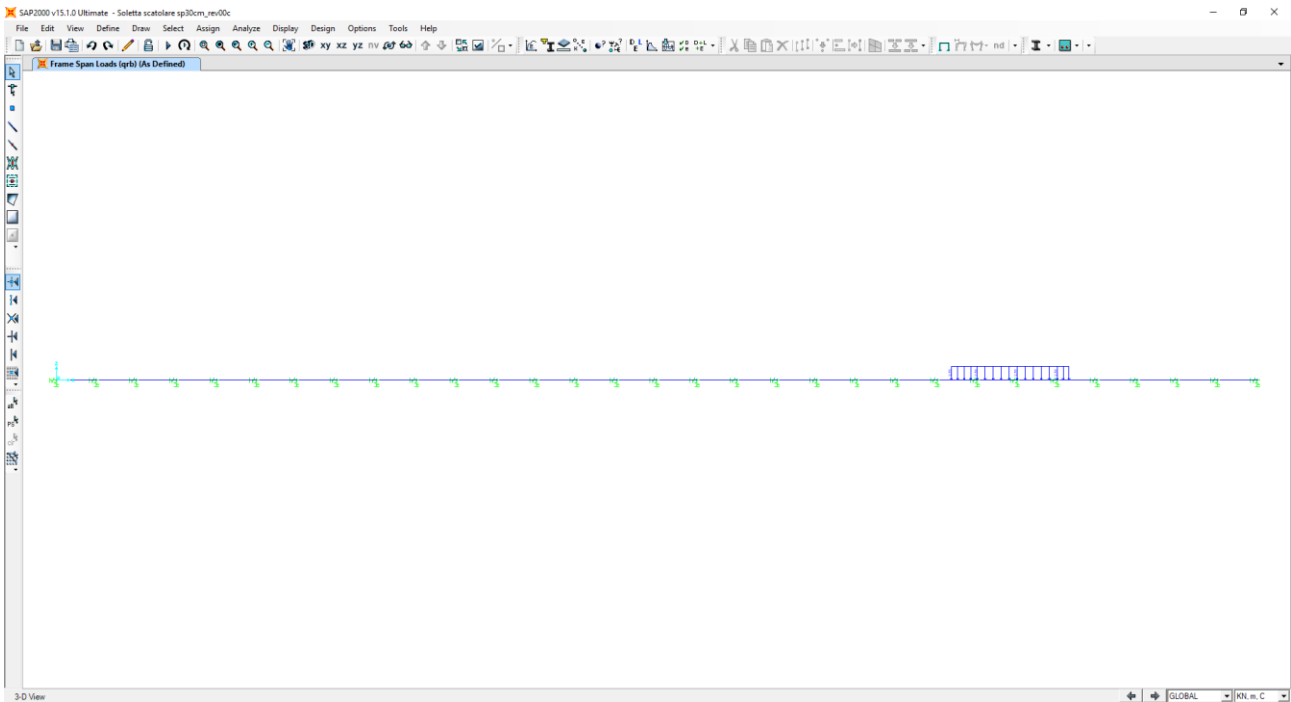 SAP2000 v15.1.0 Ultimate - Soletta scatolare sp30cm_rev00c
File Edit View Define Draw Select Assign Analyze Display Design Options Tools Help
xy xz yz nv nd
Frame Span Loads (qrb) (As Defined)
3-D View GLOBAL KN, m, C